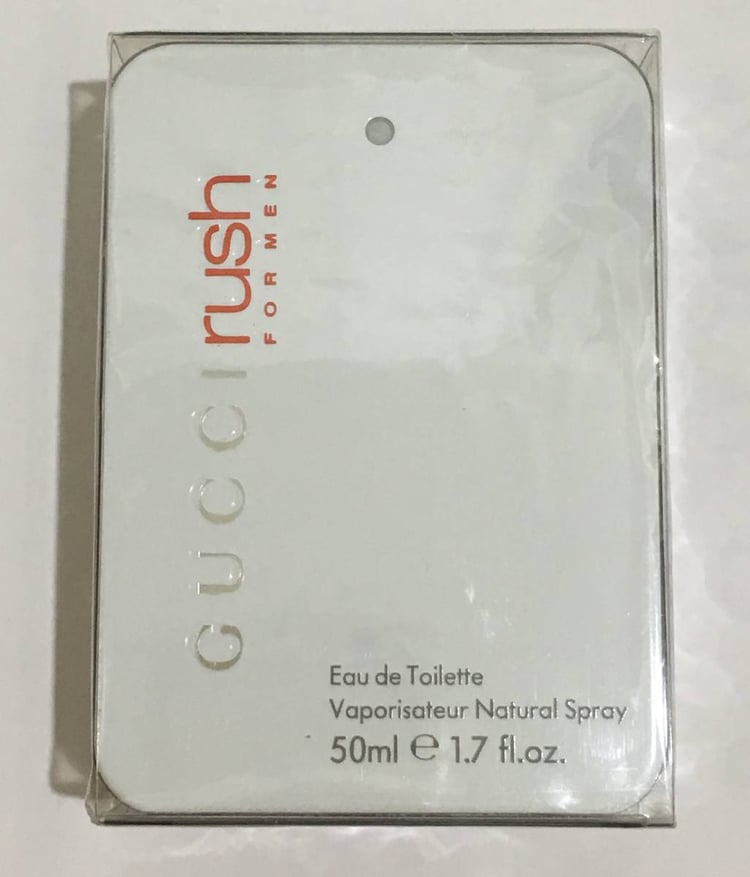 GUCCI rush
FOR MEN
Eau de Toilette
Vaporisateur Natural Spray
50ml ℮ 1.7 fl.oz.